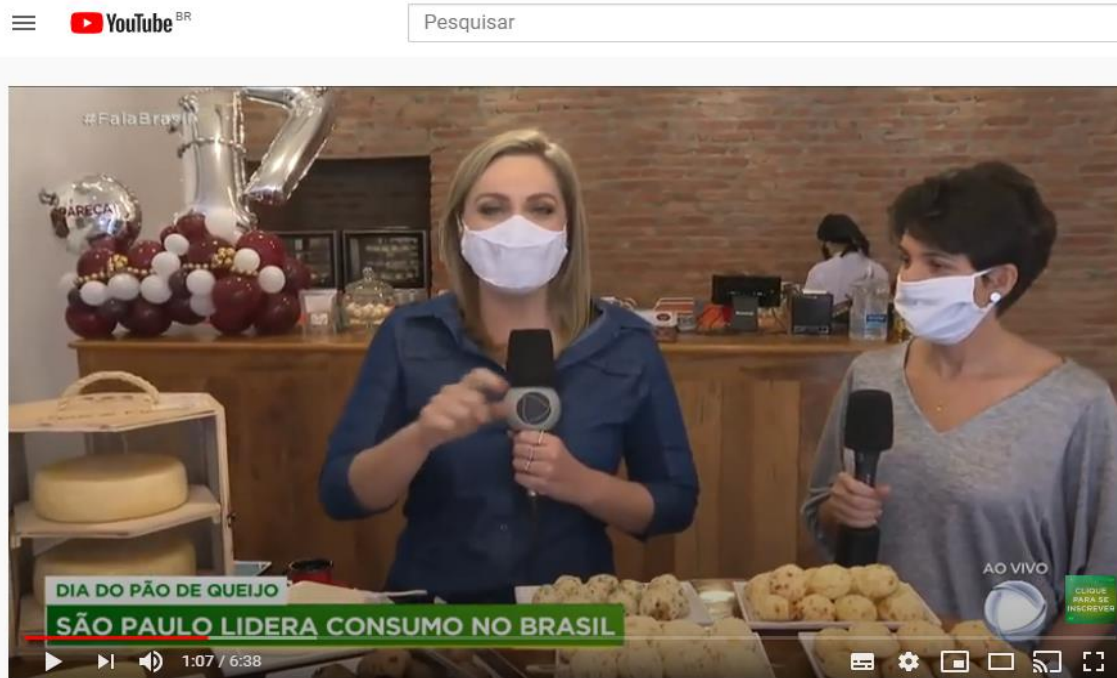 YouTube BR
Pesquisar
#FalaBrasil
PAREÇA
AO VIVO
DIA DO PÃO DE QUEIJO
CLIQUE
PARA SE
INSCREVER
SÃO PAULO LIDERA CONSUMO NO BRASIL
1:07 / 6:38